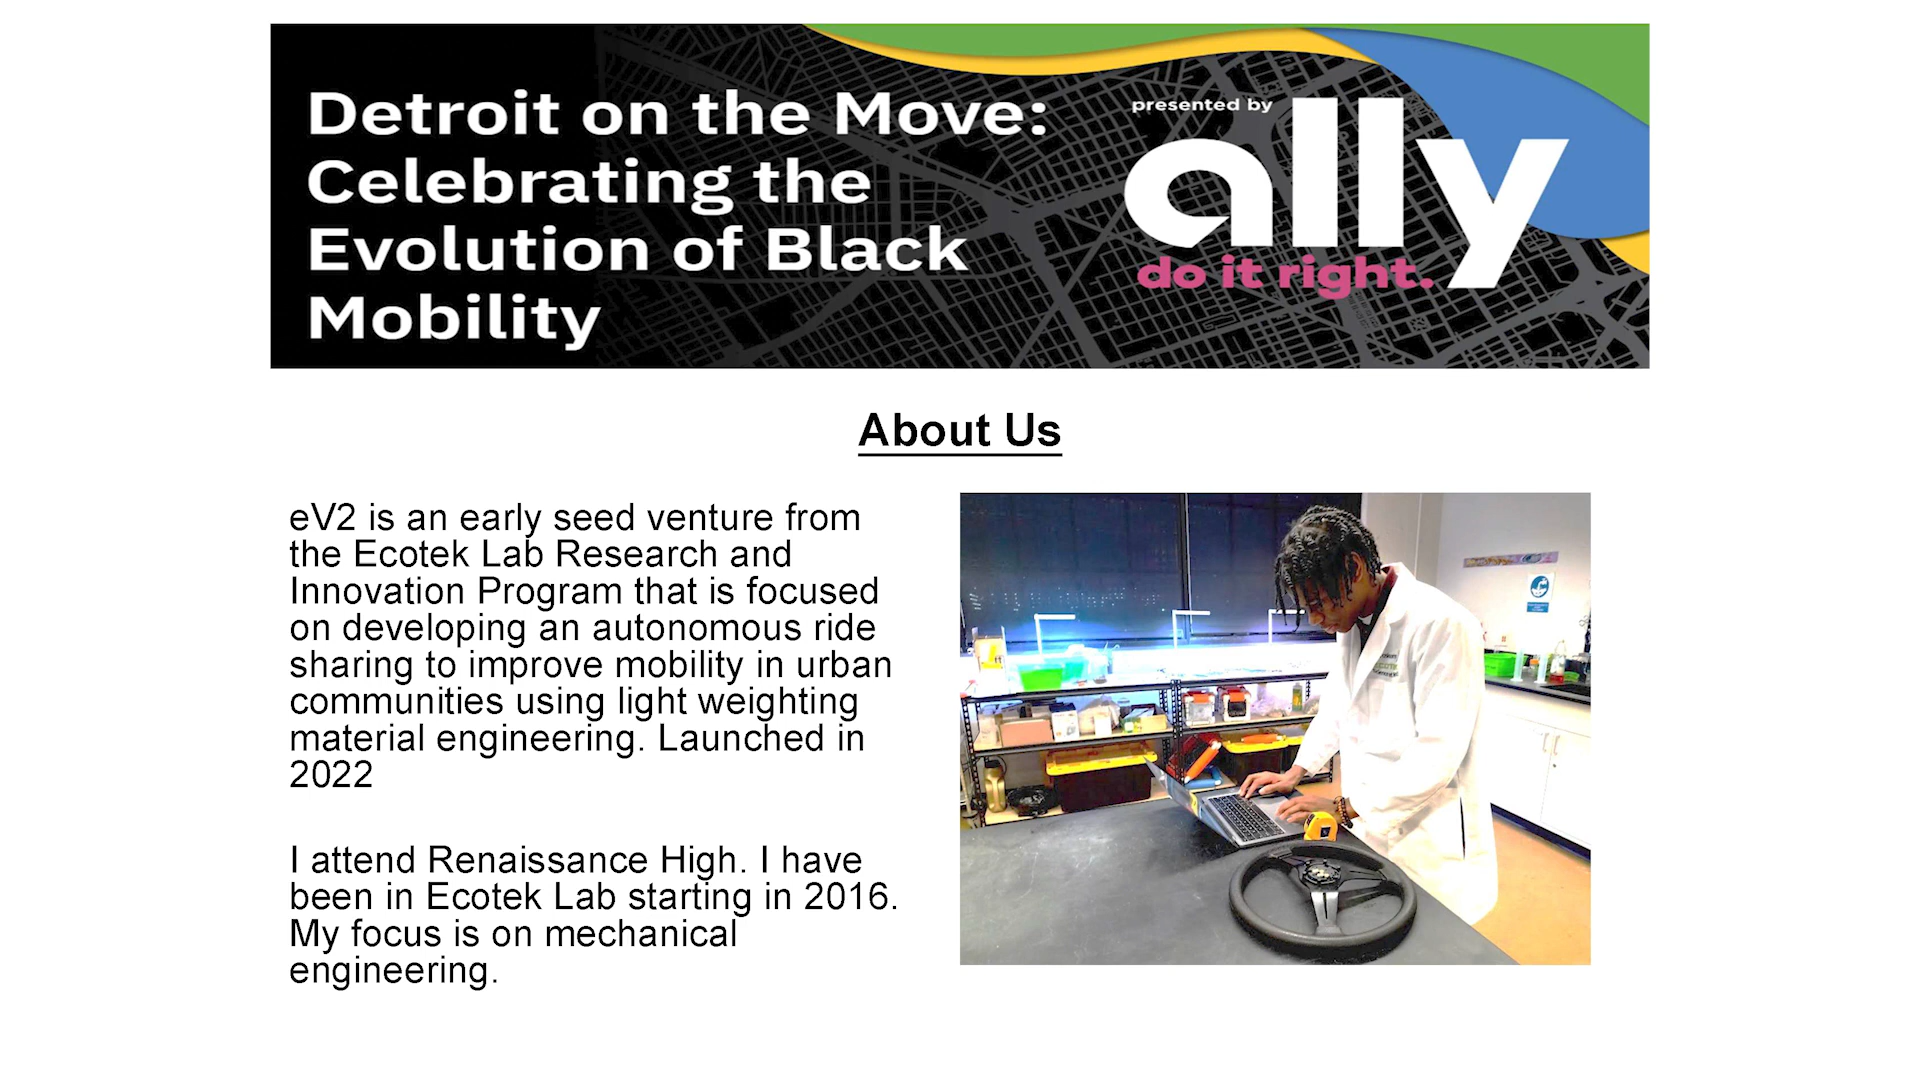 Detroit on the Move:
Celebrating the
Evolution of Black
Mobility
presented by
ally
do it right.
About Us
eV2 is an early seed venture from
the Ecotek Lab Research and
Innovation Program that is focused
on developing an autonomous ride
sharing to improve mobility in urban
communities using light weighting
material engineering. Launched in
2022
I attend Renaissance High. I have
been in Ecotek Lab starting in 2016.
My focus is on mechanical
engineering.